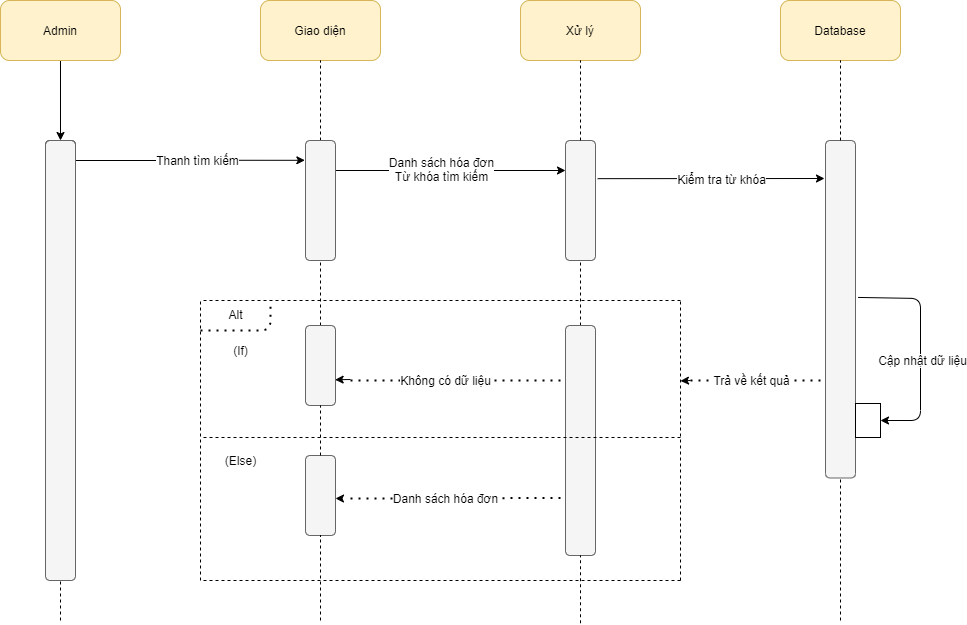 Admin
Giao diện
Xử lý
Database
Thanh tìm kiếm
Danh sách hóa đơn
Từ khóa tìm kiếm
Kiểm tra từ khóa
Alt
(If)
Cập nhât dữ liệu
Không có dữ liệu
Trả về kết quả
(Else)
Danh sách hóa đơn